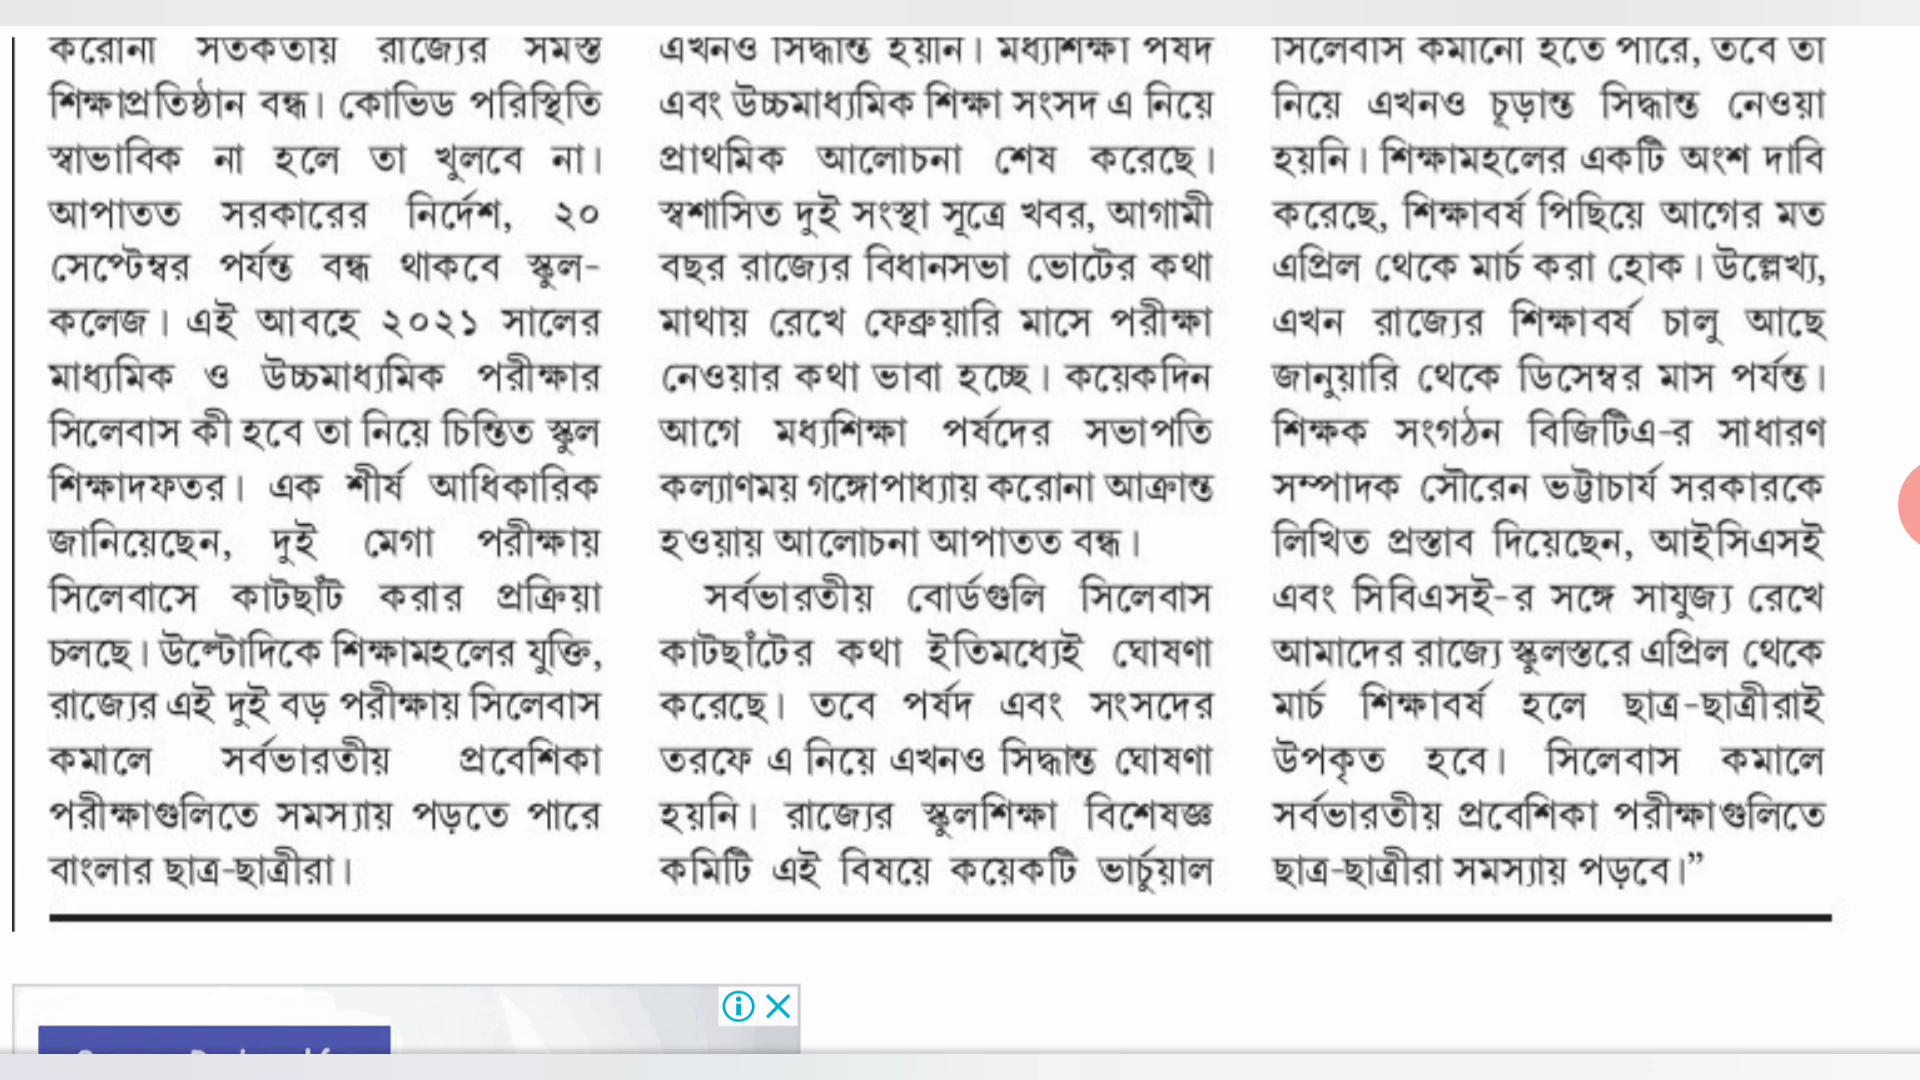 করোনা সতর্কতায় রাজ্যের সমস্ত
শিক্ষাপ্রতিষ্ঠান বন্ধ। কোভিড পরিস্থিতি
স্বাভাবিক না হলে তা খুলবে না।
আপাতত সরকারের নির্দেশ, ২০
সেপ্টেম্বর পর্যন্ত বন্ধ থাকবে স্কুল-
কলেজ। এই আবহে ২০২১ সালের
মাধ্যমিক ও উচ্চমাধ্যমিক পরীক্ষার
সিলেবাস কী হবে তা নিয়ে চিন্তিত স্কুল
শিক্ষাদফতর। এক শীর্ষ আধিকারিক
জানিয়েছেন, দুই মেগা পরীক্ষায়
সিলেবাসে কাটছাঁট করার প্রক্রিয়া
চলছে। উল্টোদিকে শিক্ষামহলের যুক্তি,
রাজ্যের এই দুই বড় পরীক্ষায় সিলেবাস
কমালে সর্বভারতীয় প্রবেশিকা
পরীক্ষাগুলিতে সমস্যায় পড়তে পারে
বাংলার ছাত্র-ছাত্রীরা।
এখনও সিদ্ধান্ত হয়নি। মধ্যশিক্ষা পর্ষদ
এবং উচ্চমাধ্যমিক শিক্ষা সংসদ এ নিয়ে
প্রাথমিক আলোচনা শেষ করেছে।
স্বশাসিত দুই সংস্থা সূত্রে খবর, আগামী
বছর রাজ্যের বিধানসভা ভোটের কথা
মাথায় রেখে ফেব্রুয়ারি মাসে পরীক্ষা
নেওয়ার কথা ভাবা হচ্ছে। কয়েকদিন
আগে মধ্যশিক্ষা পর্ষদের সভাপতি
কল্যাণময় গঙ্গোপাধ্যায় করোনা আক্রান্ত
হওয়ায় আলোচনা আপাতত বন্ধ।
সর্বভারতীয় বোর্ডগুলি সিলেবাস
কাটছাঁটের কথা ইতিমধ্যেই ঘোষণা
করেছে। তবে পর্ষদ এবং সংসদের
তরফে এ নিয়ে এখনও সিদ্ধান্ত ঘোষণা
হয়নি। রাজ্যের স্কুলশিক্ষা বিশেষজ্ঞ
কমিটি এই বিষয়ে কয়েকটি ভার্চুয়াল
সিলেবাস কমানো হতে পারে, তবে তা
নিয়ে এখনও চূড়ান্ত সিদ্ধান্ত নেওয়া
হয়নি। শিক্ষামহলের একটি অংশ দাবি
করেছে, শিক্ষাবর্ষ পিছিয়ে আগের মত
এপ্রিল থেকে মার্চ করা হোক। উল্লেখ্য,
এখন রাজ্যের শিক্ষাবর্ষ চালু আছে
জানুয়ারি থেকে ডিসেম্বর মাস পর্যন্ত।
শিক্ষক সংগঠন বিজিটিএ-র সাধারণ
সম্পাদক সৌরেন ভট্টাচার্য সরকারকে
লিখিত প্রস্তাব দিয়েছেন, আইসিএসই
এবং সিবিএসই-র সঙ্গে সাযুজ্য রেখে
আমাদের রাজ্যে স্কুলস্তরে এপ্রিল থেকে
মার্চ শিক্ষাবর্ষ হলে ছাত্র-ছাত্রীরাই
উপকৃত হবে। সিলেবাস কমালে
সর্বভারতীয় প্রবেশিকা পরীক্ষাগুলিতে
ছাত্র-ছাত্রীরা সমস্যায় পড়বে।”